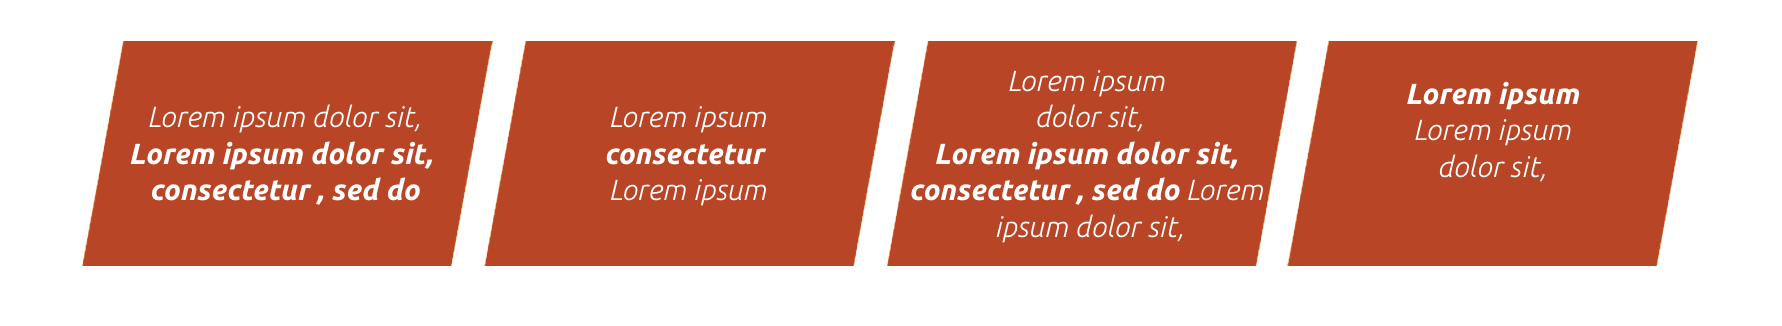 Lorem ipsum dolor sit,
Lorem ipsum dolor sit,
consectetur , sed do
Lorem ipsum
consectetur
Lorem ipsum
Lorem ipsum
dolor sit,
Lorem ipsum dolor sit,
consectetur , sed do Lorem
ipsum dolor sit,
Lorem ipsum
Lorem ipsum
dolor sit,